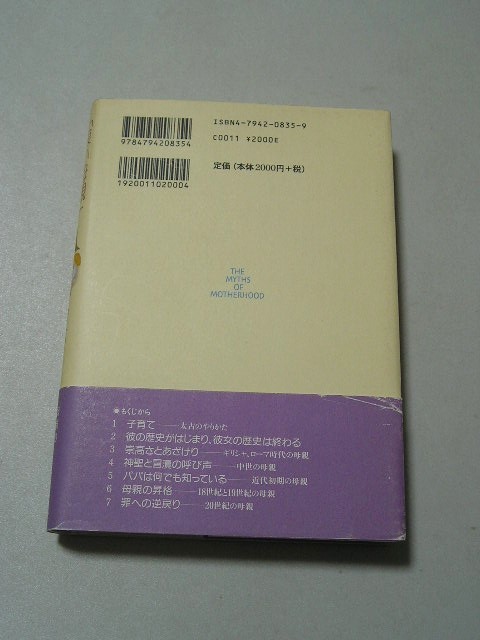 ISBN4-7942-0835-9
9784794208354
C0011 ¥2000E
定価(本体2000円+税)
1920011020004
THE
MYTHS
OF
MOTHERHOOD
●もくじから
1 子育て——太古のやりかた
2 彼の歴史がはじまり、彼女の歴史は終わる
3 崇高さとあざけり——ギリシャ、ローマ時代の母親
4 神聖と冒瀆の呼び声——中世の母親
5 パパは何でも知っている——近代初期の母親
6 母親の昇格——18世紀と19世紀の母親
7 罪への逆戻り——20世紀の母親